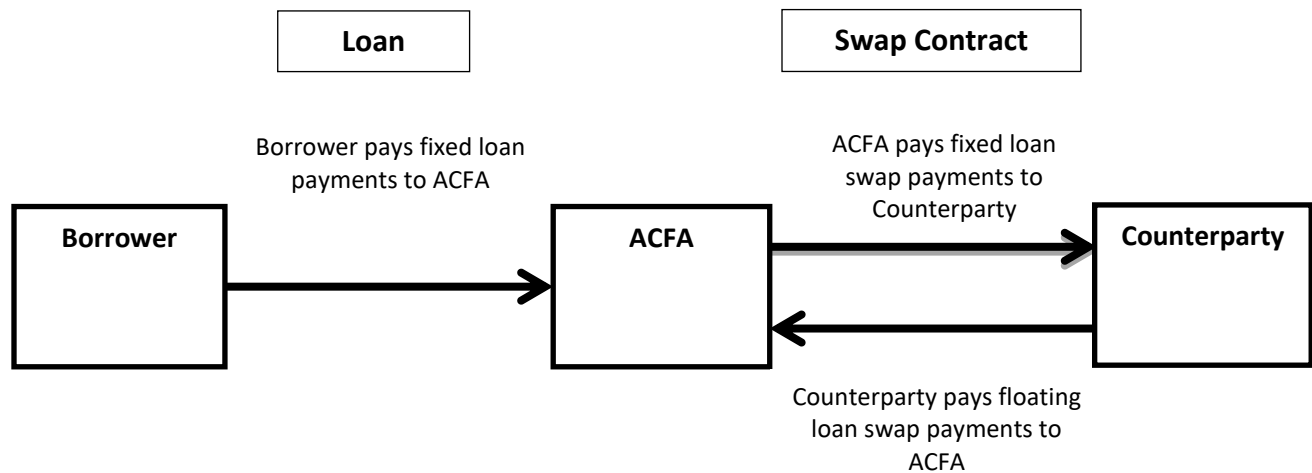 Loan
Swap Contract
Borrower pays fixed loan
payments to ACFA
ACFA pays fixed loan
swap payments to
Counterparty
Borrower
ACFA
Counterparty
Counterparty pays floating
loan swap payments to
ACFA